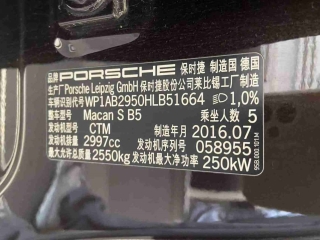 品牌 PORSCHE 保时捷 制造国 德国
生产厂 Porsche Leipzig GmbH 保时捷股份公司莱比锡工厂制造
车辆识别代号 WP1AB2950HLB51664 1,0%
整车型号 Macan S B5 乘坐人数 5
发动机型号 CTM 制造年月 2016.07
发动机排量 2997cc 发动机序列号 058955
最大允许总质量 2550kg 发动机最大净功率 250kW